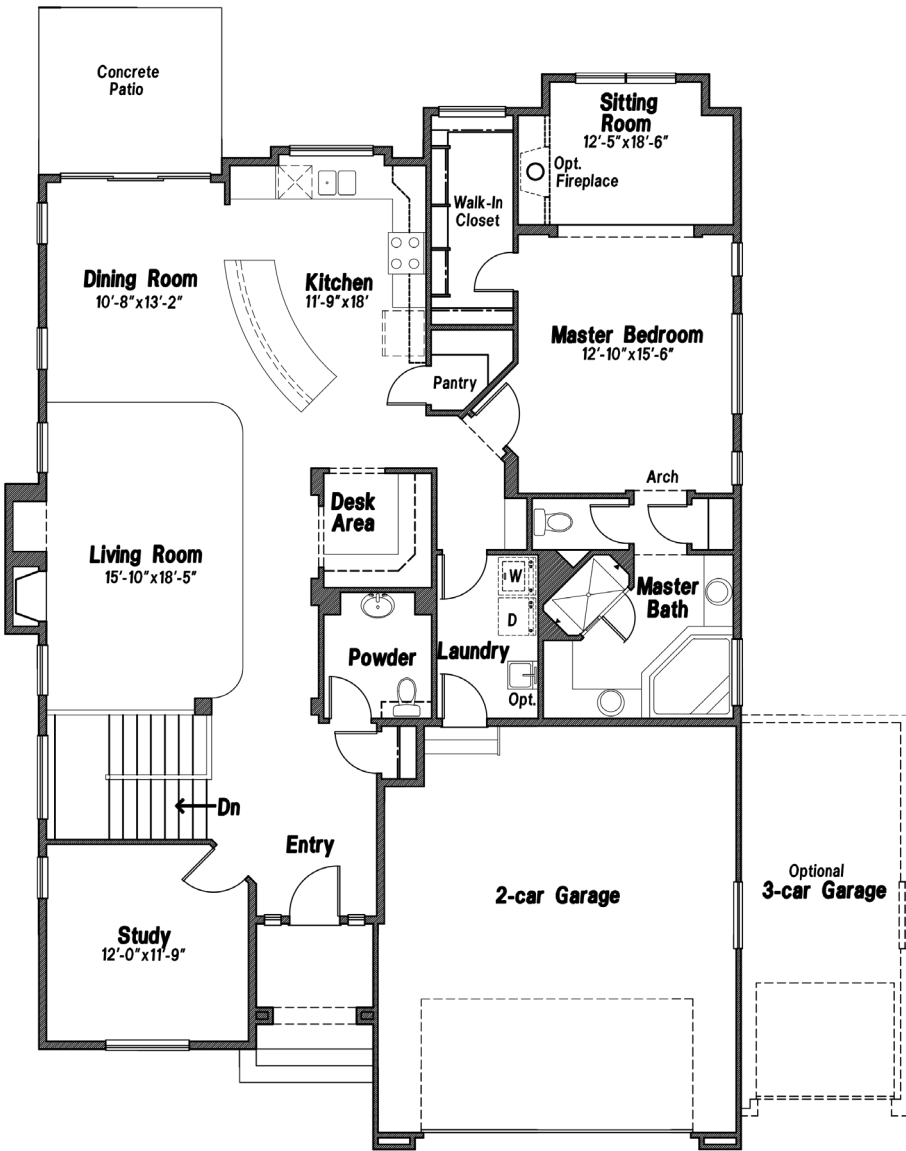 Concrete
Patio
Sitting
Room
12'-5"x18'-6"
Opt.
Fireplace
Walk-In
Closet
Dining Room
10'-8"x13'-2"
Kitchen
11'-9"x18'
Master Bedroom
12'-10"x15'-6"
Pantry
Arch
Desk
Area
Living Room
15'-10"x18'-5"
W
D
Master
Bath
Powder
Laundry
Opt.
Dn
Entry
2-car Garage
Optional
3-car Garage
Study
12'-0"x11'-9"